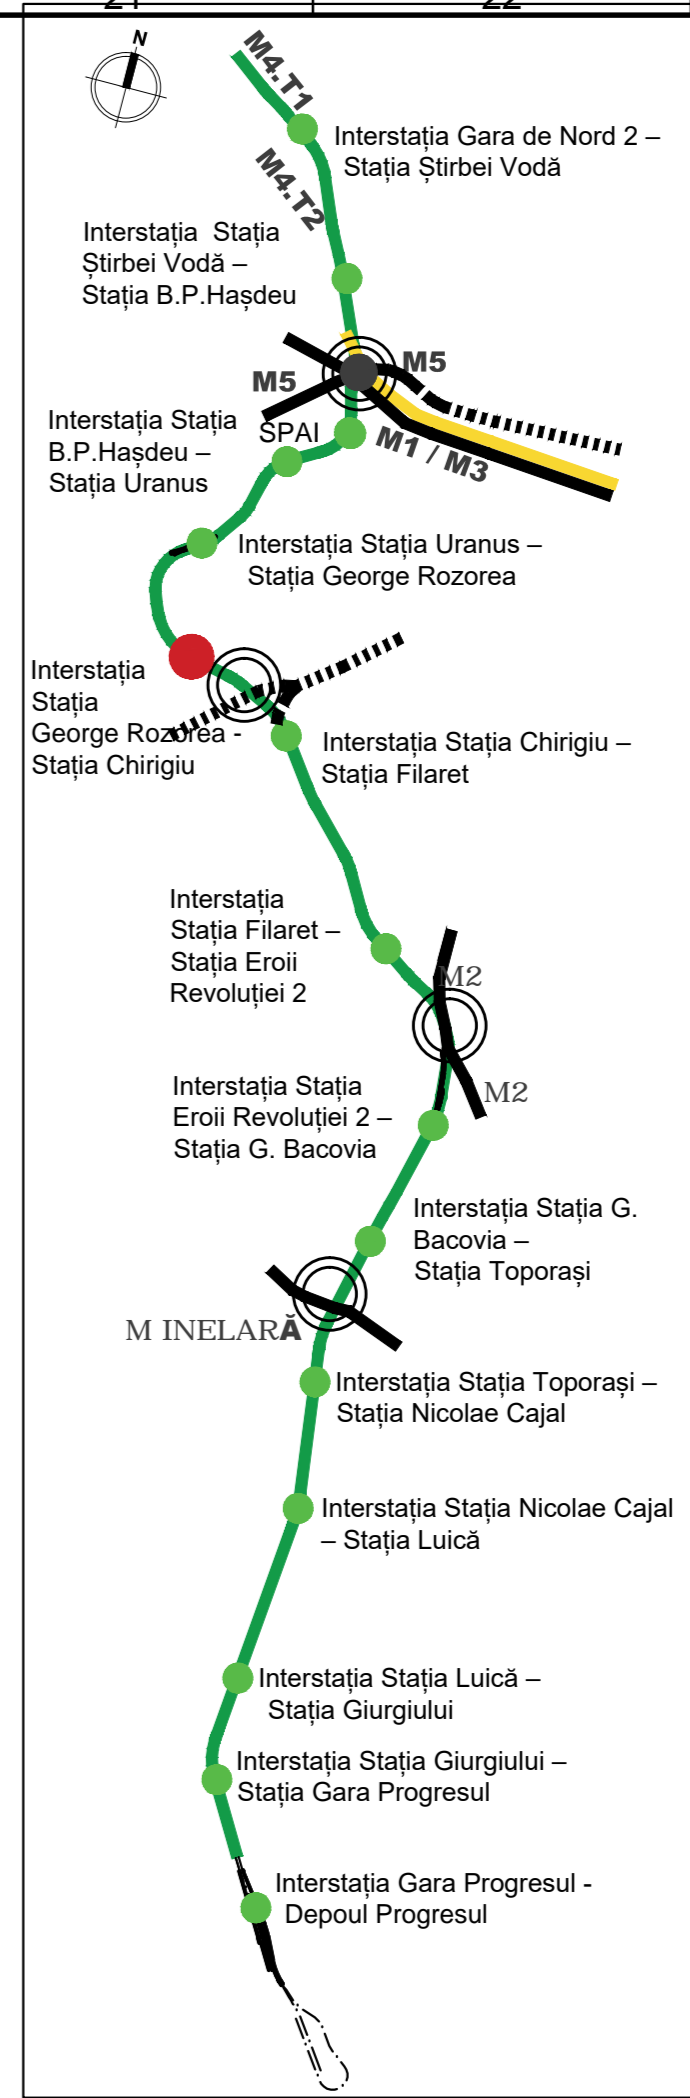 N
M4.T1
Interstația Gara de Nord 2 –
Stația Știrbei Vodă
M4.T2
Interstația  Stația
Știrbei Vodă –
Stația B.P.Hașdeu
M5
M5
Interstația Stația
B.P.Hașdeu –
Stația Uranus
SPAI
M1 / M3
Interstația Stația Uranus –
Stația George Rozorea
Interstația
Stația
George Rozorea -
Stația Chirigiu
Interstația Stația Chirigiu –
Stația Filaret
Interstația
Stația Filaret –
Stația Eroii
Revoluției 2
M2
Interstația Stația
Eroii Revoluției 2 –
Stația G. Bacovia
M2
Interstația Stația G.
Bacovia –
Stația Toporași
M INELARĂ
Interstația Stația Toporași –
Stația Nicolae Cajal
Interstația Stația Nicolae Cajal
– Stația Luică
Interstația Stația Luică –
Stația Giurgiului
Interstația Stația Giurgiului –
Stația Gara Progresul
Interstația Gara Progresul -
Depoul Progresul